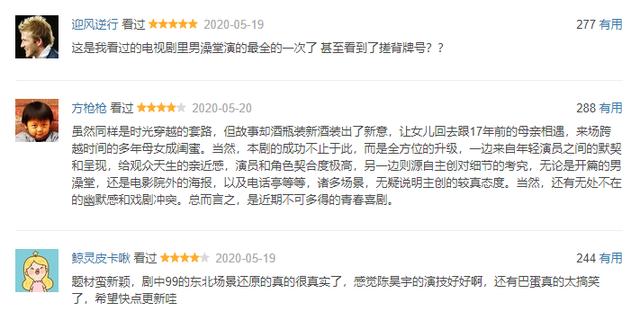 迎风逆行 看过 ★★★★★ 2020-05-19 277 有用
这是我看过的电视剧里男澡堂演的最全的一次了 甚至看到了搓背牌号？？
方枪枪 看过 ★★★★★ 2020-05-20 288 有用
虽然同样是时光穿越的套路，但故事却酒瓶装新酒装出了新意，让女儿回去跟17年前的母亲相遇，来场跨
越时间的多年母女成闺蜜。当然，本剧的成功不止于此，而是全方位的升级，一边来自年轻演员之间的默契
和呈现，给观众天生的亲近感，演员和角色契合度极高，另一边则源自主创对细节的考究，无论是开篇的男
澡堂，还是电影院外的海报，以及电话亭等等，诸多场景，无疑说明主创的较真态度。当然，还有无处不在
的幽默感和戏剧冲突。总而言之，是近期不可多得的青春喜剧。
鲸灵皮卡啾 看过 ★★★★★ 2020-05-19 244 有用
题材蛮新颖，剧中99的东北场景还原的真的很真实了，感觉陈昊宇的演技好好啊，还有巴蛋真的太搞笑
了，希望快点更新哇